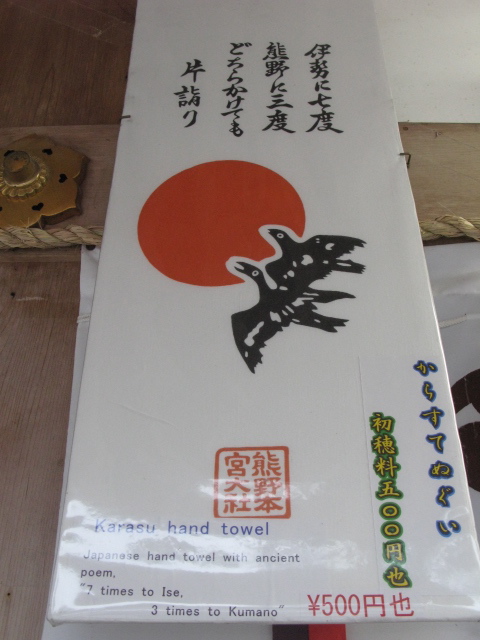 伊勢に七度
熊野に三度
どちらかけても
片詣り
熊野本
宮大社
からすてぬぐい
初穂料五〇〇円也
Karasu hand towel
Japanese hand towel with ancient
poem,
"7 times to Ise,
3 times to Kumano"
¥500円也